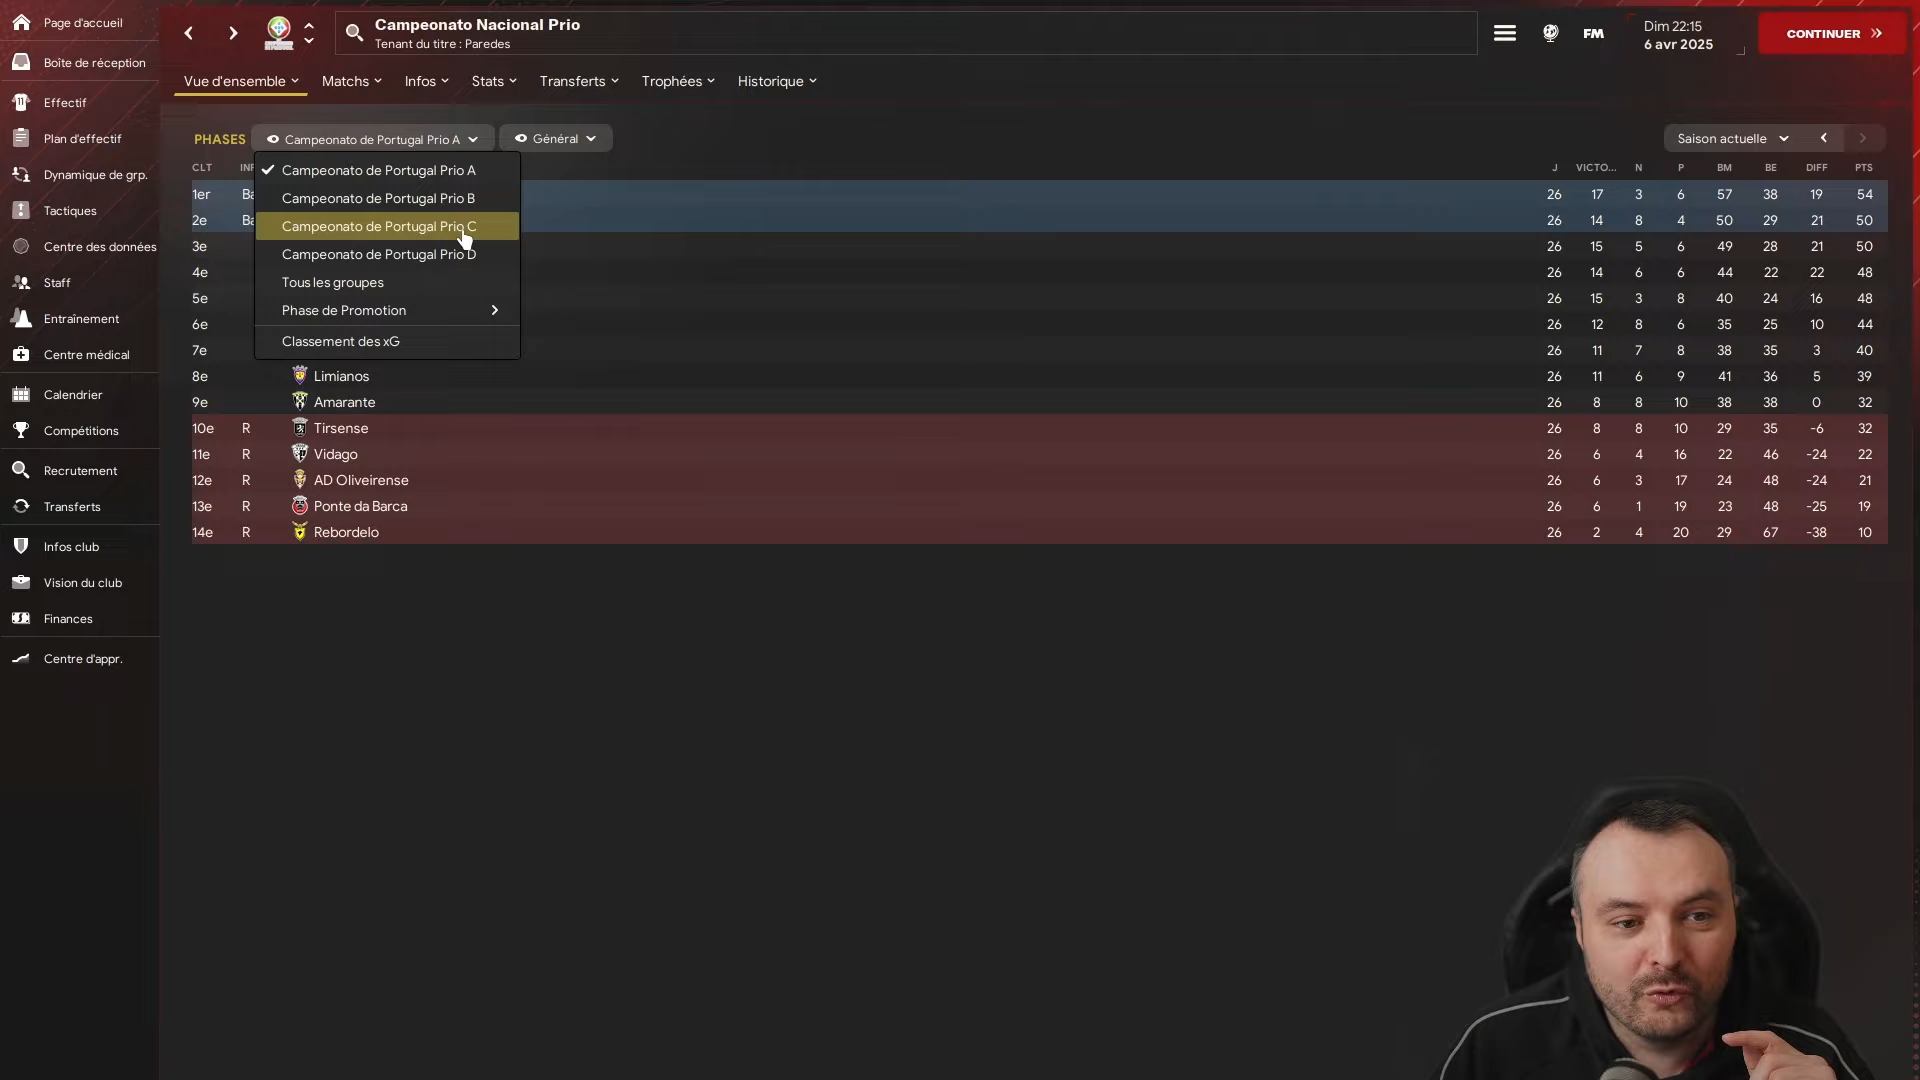 Page d'accueil
Boîte de réception
Effectif
Plan d'effectif
Dynamique de grp.
Tactiques
Centre des données
Staff
Entraînement
Centre médical
Calendrier
Compétitions
Recrutement
Transferts
Infos club
Vision du club
Finances
Centre d'appr.
Campeonato Nacional Prio
Tenant du titre : Paredes
FM
Dim 22:15
6 avr 2025
CONTINUER
Vue d'ensemble Matchs Infos Stats Transferts Trophées Historique
PHASES Campeonato de Portugal Prio A Général Saison actuelle
Campeonato de Portugal Prio A
Campeonato de Portugal Prio B
Campeonato de Portugal Prio C
Campeonato de Portugal Prio D
Tous les groupes
Phase de Promotion
Classement des xG
CLT INF J VICTO... N P BM BE DIFF PTS
1er Ba 26 17 3 6 57 38 19 54
2e Ba 26 14 8 4 50 29 21 50
3e 26 15 5 6 49 28 21 50
4e 26 14 6 6 44 22 22 48
5e 26 15 3 8 40 24 16 48
6e 26 12 8 6 35 25 10 44
7e 26 11 7 8 38 35 3 40
8e Limianos 26 11 6 9 41 36 5 39
9e Amarante 26 8 8 10 38 38 0 32
10e R Tirsense 26 8 8 10 29 35 -6 32
11e R Vidago 26 6 4 16 22 46 -24 22
12e R AD Oliveirense 26 6 3 17 24 48 -24 21
13e R Ponte da Barca 26 6 1 19 23 48 -25 19
14e R Rebordelo 26 2 4 20 29 67 -38 10